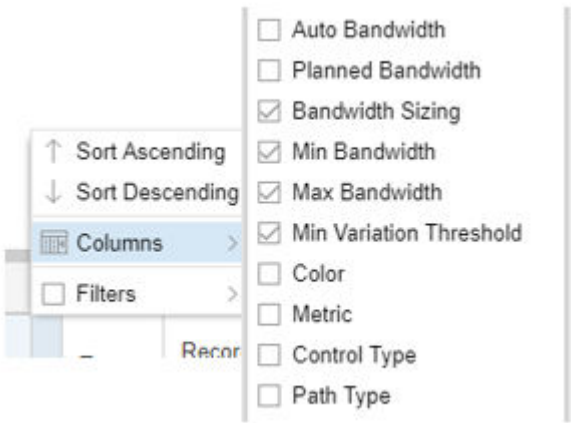 Sort Ascending
Sort Descending
Columns
Filters
Auto Bandwidth
Planned Bandwidth
Bandwidth Sizing
Min Bandwidth
Max Bandwidth
Min Variation Threshold
Color
Metric
Control Type
Path Type